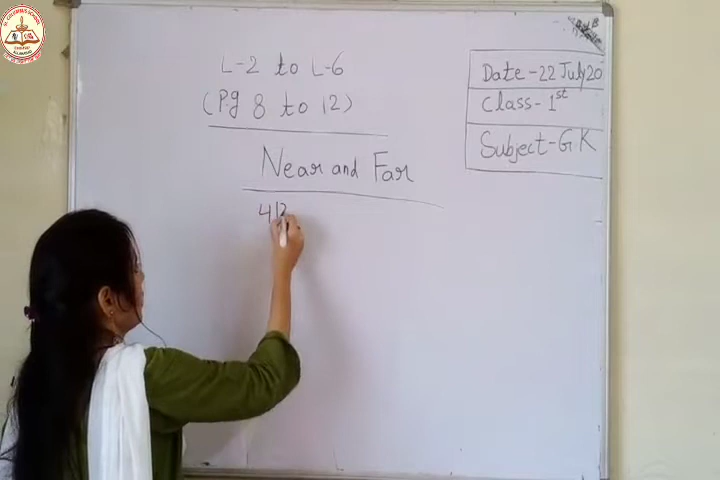 L-2 to L-6
(Pg 8 to 12)
Near and Far
Date-22 July 20
Class-1st
Subject-GK